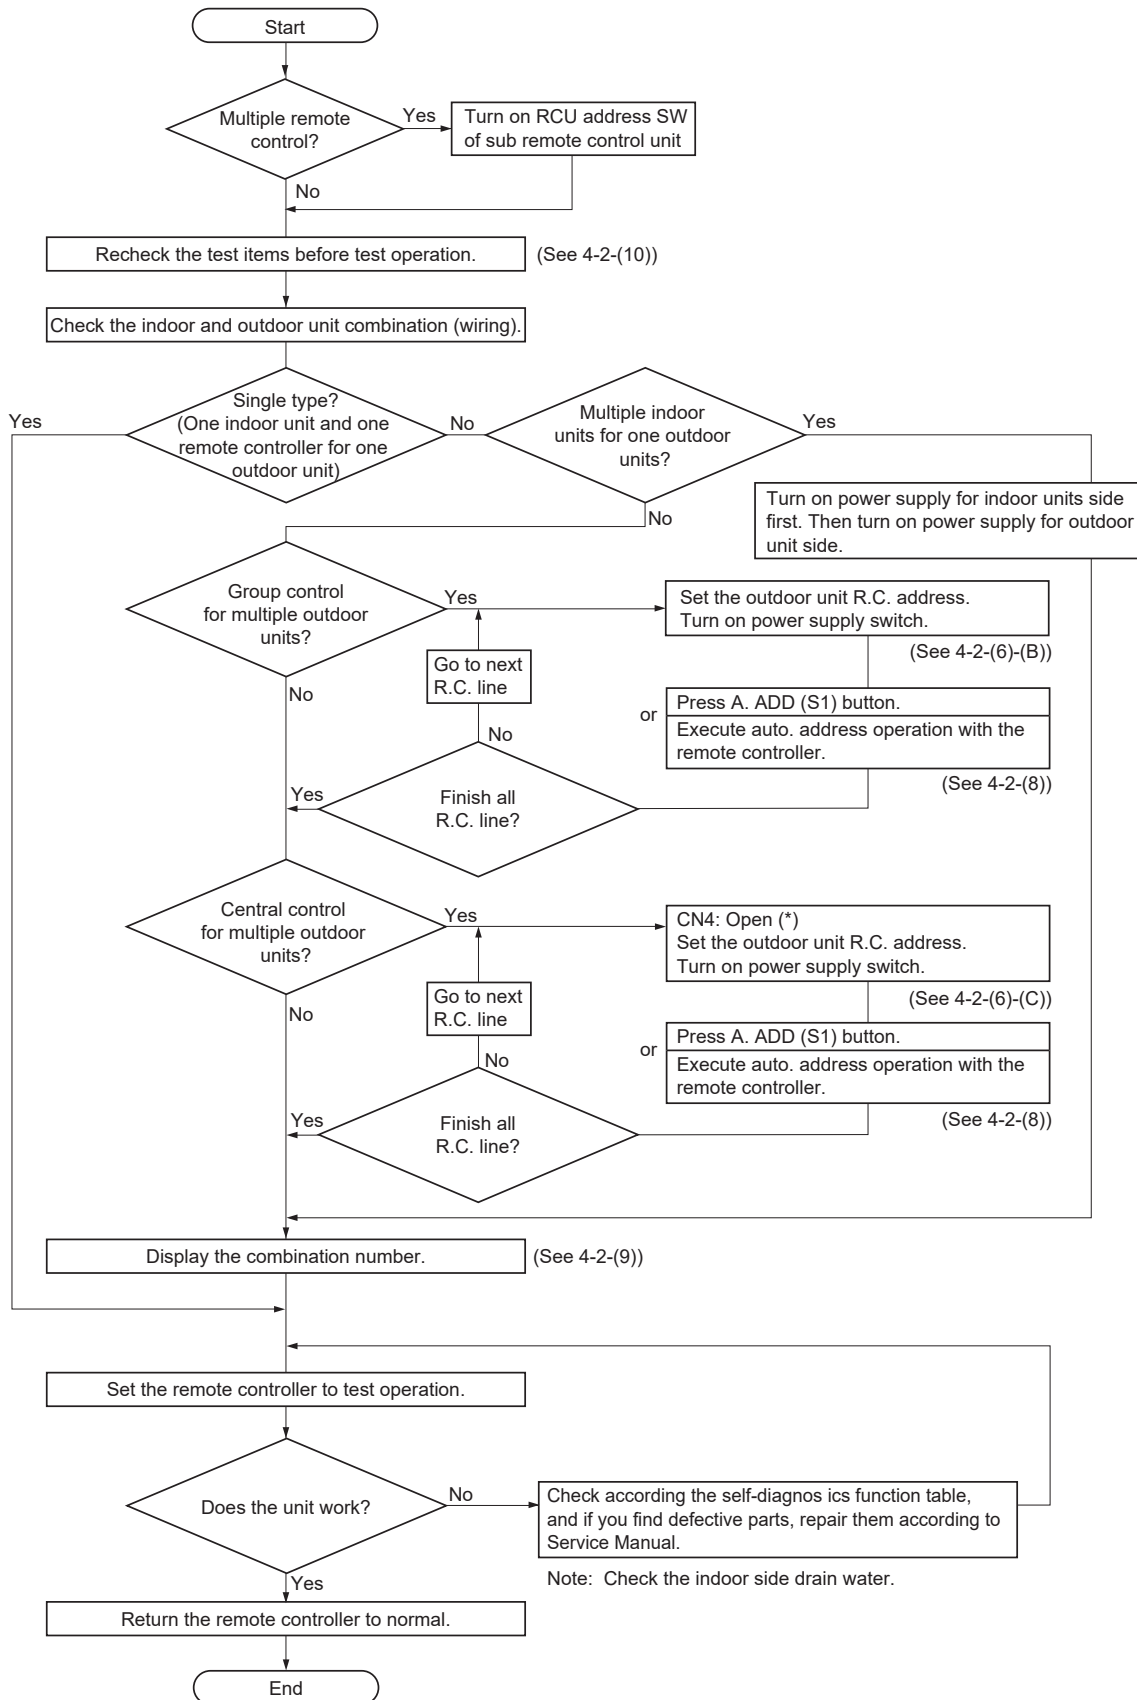 Start
Multiple remote
control?
Yes
Turn on RCU address SW
of sub remote control unit
No
Recheck the test items before test operation.
(See 4-2-(10))
Check the indoor and outdoor unit combination (wiring).
Yes
Single type?
(One indoor unit and one
remote controller for one
outdoor unit)
No
Multiple indoor
units for one outdoor
units?
Yes
Turn on power supply for indoor units side
first. Then turn on power supply for outdoor
unit side.
No
Group control
for multiple outdoor
units?
Yes
Set the outdoor unit R.C. address.
Turn on power supply switch.
(See 4-2-(6)-(B))
Go to next
R.C. line
No
No
or
Press A. ADD (S1) button.
Execute auto. address operation with the
remote controller.
(See 4-2-(8))
Yes
Finish all
R.C. line?
Central control
for multiple outdoor
units?
Yes
CN4: Open (*)
Set the outdoor unit R.C. address.
Turn on power supply switch.
(See 4-2-(6)-(C))
Go to next
R.C. line
No
No
or
Press A. ADD (S1) button.
Execute auto. address operation with the
remote controller.
(See 4-2-(8))
Yes
Finish all
R.C. line?
Display the combination number.
(See 4-2-(9))
Set the remote controller to test operation.
Does the unit work?
No
Check according the self-diagnos ics function table,
and if you find defective parts, repair them according to
Service Manual.
Note: Check the indoor side drain water.
Yes
Return the remote controller to normal.
End